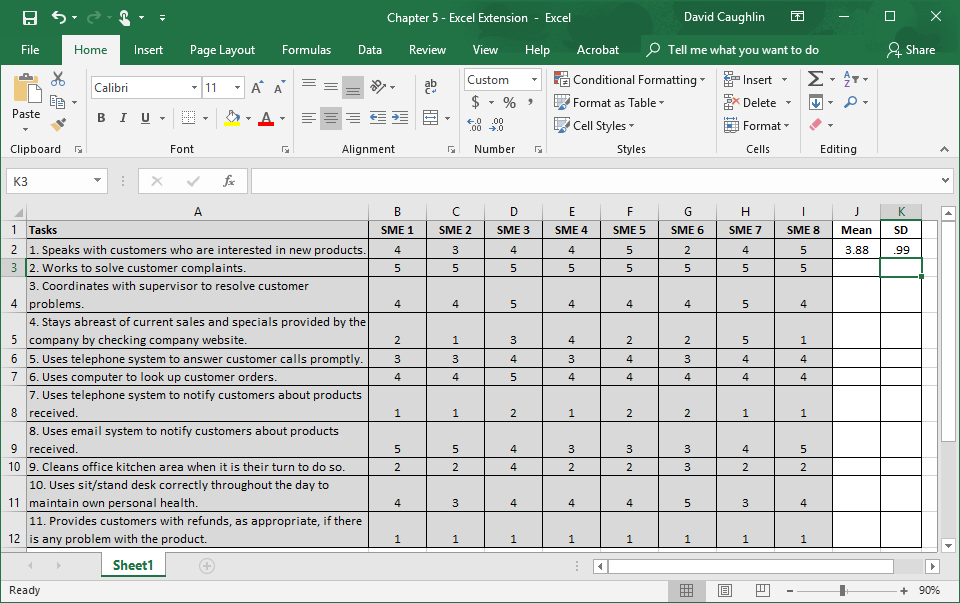 Chapter 5 - Excel Extension - Excel
David Caughlin
File Home Insert Page Layout Formulas Data Review View Help Acrobat Tell me what you want to do Share
Paste
Calibri 11
B I U A
ab
Custom
$ % ,
Conditional Formatting
Format as Table
Cell Styles
Insert
Delete
Format
Clipboard Font Alignment Number Styles Cells Editing
K3 fx
A B C D E F G H I J K
1 Tasks SME 1 SME 2 SME 3 SME 4 SME 5 SME 6 SME 7 SME 8 Mean SD
2 1. Speaks with customers who are interested in new products. 4 3 4 4 5 2 4 5 3.88 .99
3 2. Works to solve customer complaints. 5 5 5 5 5 5 5 5
3. Coordinates with supervisor to resolve customer
4 problems. 4 4 5 4 4 4 5 4
4. Stays abreast of current sales and specials provided by the
5 company by checking company website. 2 1 3 4 2 2 5 1
6 5. Uses telephone system to answer customer calls promptly. 3 3 4 3 4 3 4 4
7 6. Uses computer to look up customer orders. 4 4 5 4 4 4 4 4
7. Uses telephone system to notify customers about products
8 received. 1 1 2 1 2 2 1 1
8. Uses email system to notify customers about products
9 received. 5 5 4 3 3 3 4 5
10 9. Cleans office kitchen area when it is their turn to do so. 2 2 4 2 2 3 2 2
10. Uses sit/stand desk correctly throughout the day to
11 maintain own personal health. 4 3 4 4 4 5 3 4
11. Provides customers with refunds, as appropriate, if there
12 is any problem with the product. 1 1 1 1 1 1 1 1
Sheet1
Ready 90%